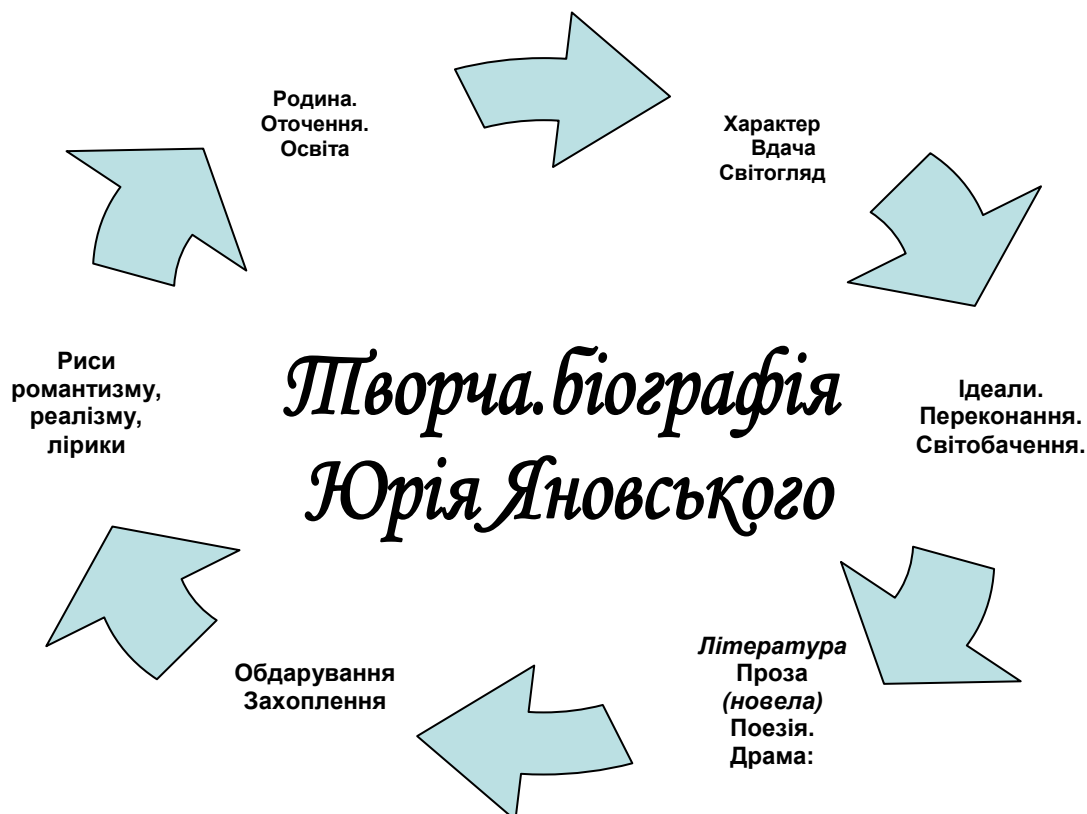 Родина.
Оточення.
Освіта
Характер
Вдача
Світогляд
Ідеали.
Переконання.
Світобачення.
Література
Проза
(новела)
Поезія.
Драма:
Обдарування
Захоплення
Риси
романтизму,
реалізму,
лірики
Творча.біографія
Юрія Яновського